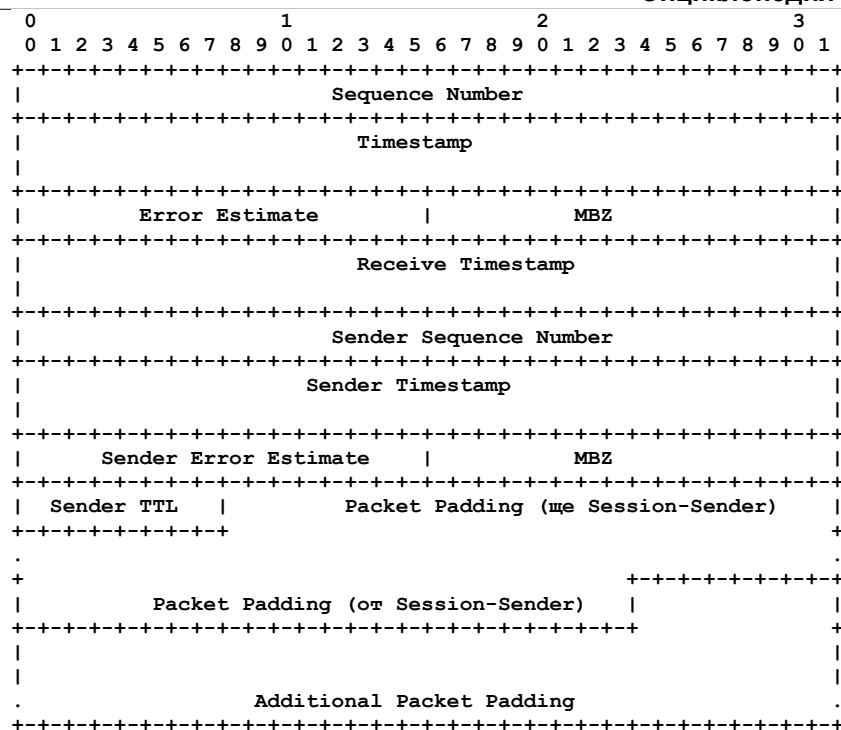 0                   1                   2                   3
0 1 2 3 4 5 6 7 8 9 0 1 2 3 4 5 6 7 8 9 0 1 2 3 4 5 6 7 8 9 0 1
+-+-+-+-+-+-+-+-+-+-+-+-+-+-+-+-+-+-+-+-+-+-+-+-+-+-+-+-+-+-+-+-+
|                        Sequence Number                        |
+-+-+-+-+-+-+-+-+-+-+-+-+-+-+-+-+-+-+-+-+-+-+-+-+-+-+-+-+-+-+-+-+
|                          Timestamp                            |
|                                                               |
+-+-+-+-+-+-+-+-+-+-+-+-+-+-+-+-+-+-+-+-+-+-+-+-+-+-+-+-+-+-+-+-+
|         Error Estimate        |           MBZ                 |
+-+-+-+-+-+-+-+-+-+-+-+-+-+-+-+-+-+-+-+-+-+-+-+-+-+-+-+-+-+-+-+-+
|                          Receive Timestamp                    |
|                                                               |
+-+-+-+-+-+-+-+-+-+-+-+-+-+-+-+-+-+-+-+-+-+-+-+-+-+-+-+-+-+-+-+-+
|                        Sender Sequence Number                 |
+-+-+-+-+-+-+-+-+-+-+-+-+-+-+-+-+-+-+-+-+-+-+-+-+-+-+-+-+-+-+-+-+
|                      Sender Timestamp                         |
|                                                               |
+-+-+-+-+-+-+-+-+-+-+-+-+-+-+-+-+-+-+-+-+-+-+-+-+-+-+-+-+-+-+-+-+
|      Sender Error Estimate    |           MBZ                 |
+-+-+-+-+-+-+-+-+-+-+-+-+-+-+-+-+-+-+-+-+-+-+-+-+-+-+-+-+-+-+-+-+
|  Sender TTL   |         Packet Padding (ще Session-Sender)    |
+-+-+-+-+-+-+-+-+                                               +
.                                                               .
+                                               +-+-+-+-+-+-+-+-+
|          Packet Padding (от Session-Sender)   |               |
+-+-+-+-+-+-+-+-+-+-+-+-+-+-+-+-+-+-+-+-+-+-+-+-+               +
|                                                               |
|                                                               |
.                  Additional Packet Padding                    .
+-+-+-+-+-+-+-+-+-+-+-+-+-+-+-+-+-+-+-+-+-+-+-+-+-+-+-+-+-+-+-+-+